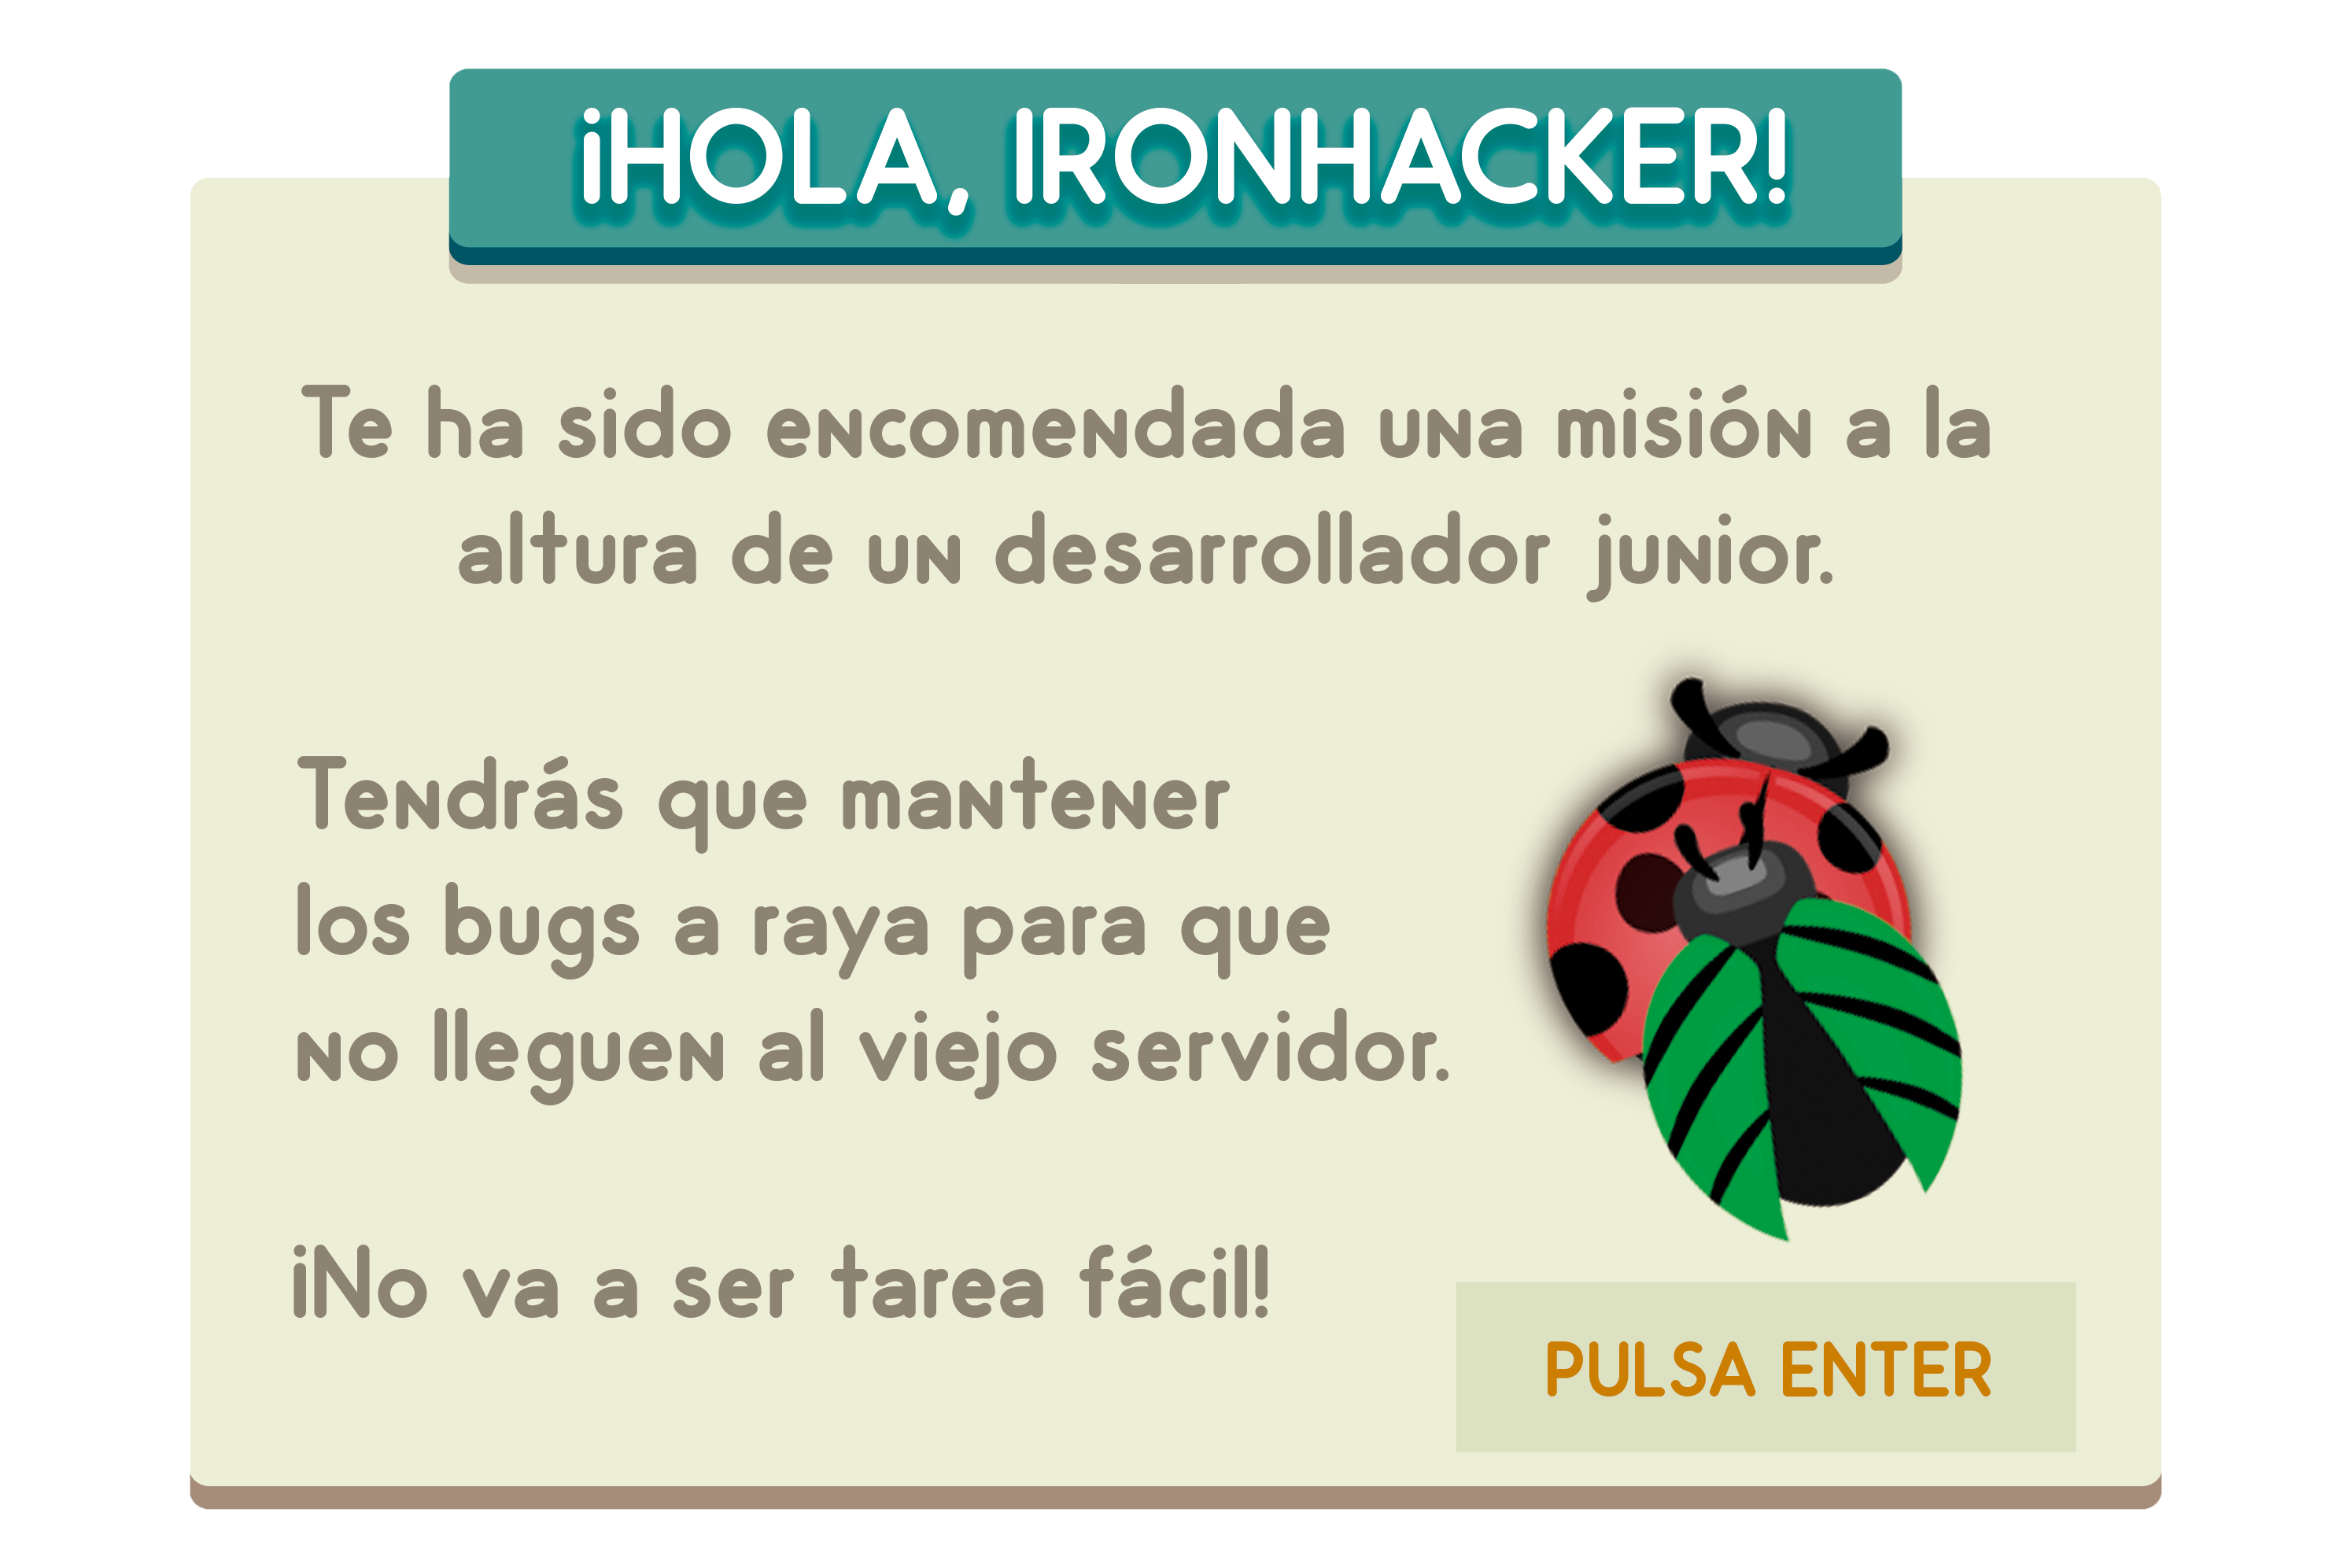 ¡HOLA, IRONHACKER!
Te ha sido encomendada una misión a la
altura de un desarrollador junior.
Tendrás que mantener
los bugs a raya para que
no lleguen al viejo servidor.
¡No va a ser tarea fácil!
PULSA ENTER